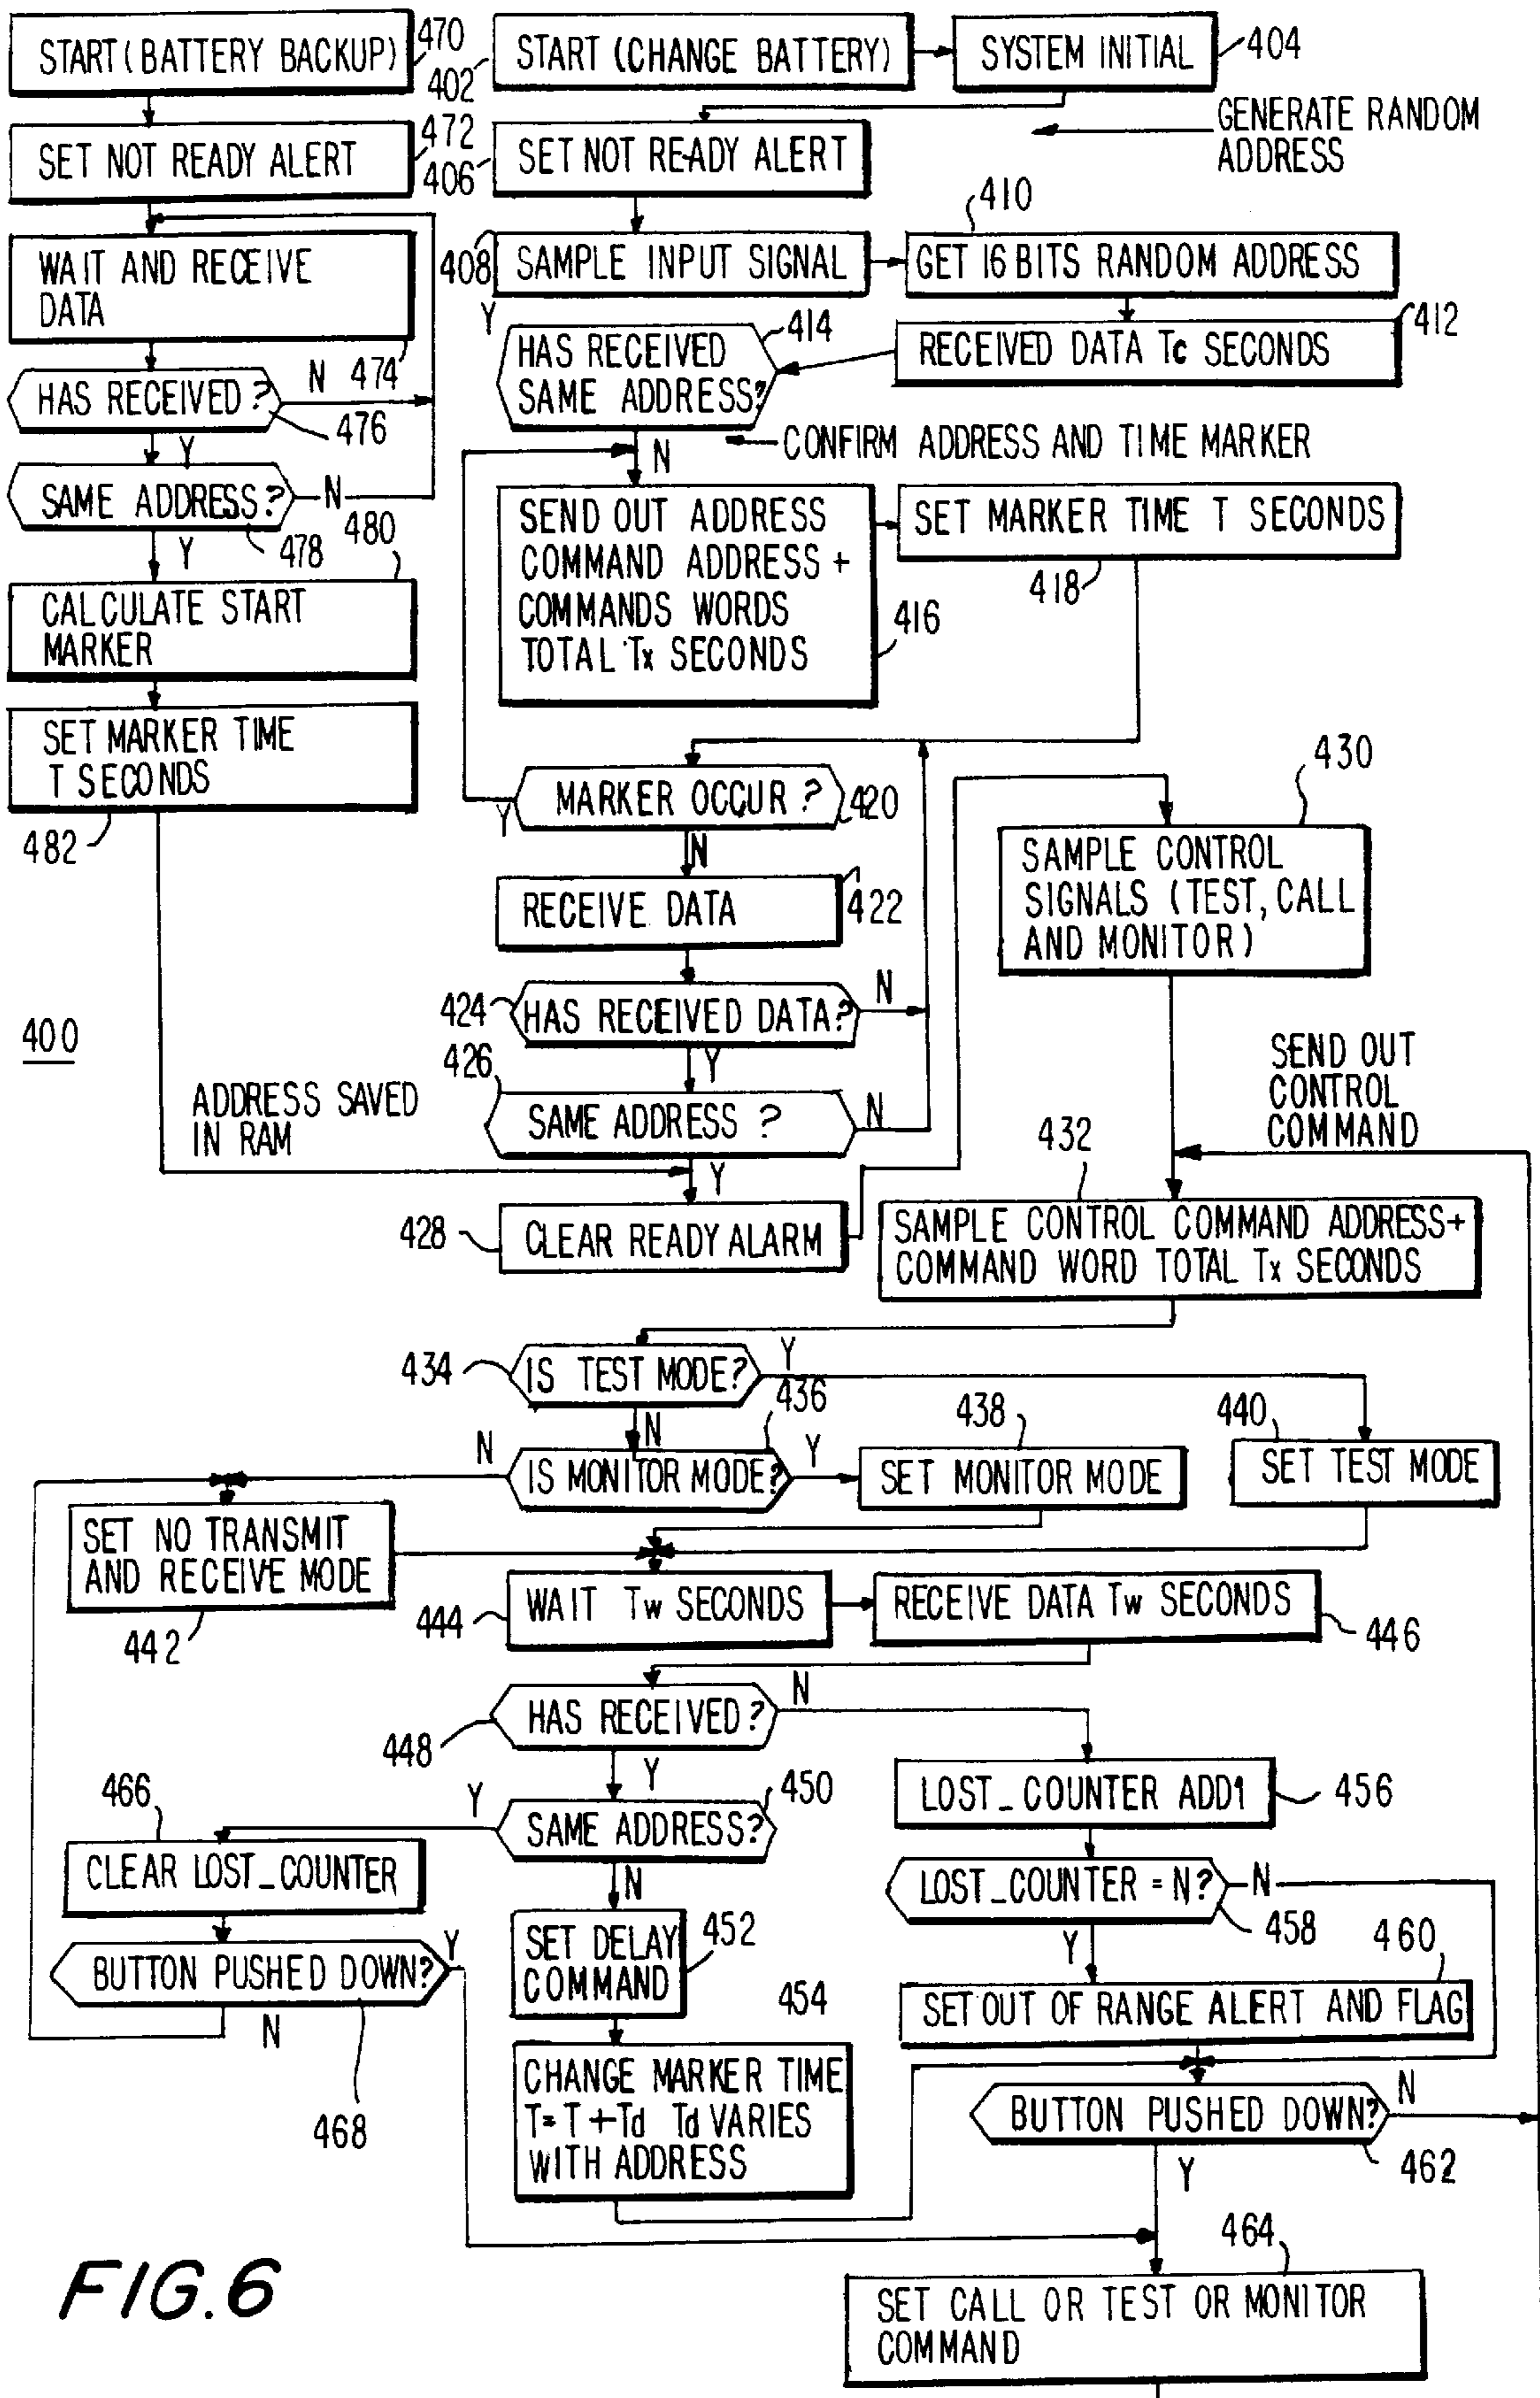 START (BATTERY BACKUP)
470
402
START (CHANGE BATTERY)
SYSTEM INITIAL
404
GENERATE RANDOM
ADDRESS
SET NOT READY ALERT
472
406
SET NOT READY ALERT
410
WAIT AND RECEIVE
DATA
474
408
SAMPLE INPUT SIGNAL
GET 16 BITS RANDOM ADDRESS
412
RECEIVED DATA Tc SECONDS
Y
HAS RECEIVED
SAME ADDRESS?
414
HAS RECEIVED?
N
476
Y
N
CONFIRM ADDRESS AND TIME MARKER
SAME ADDRESS?
N
478
Y
480
CALCULATE START
MARKER
SET MARKER TIME
T SECONDS
482
SEND OUT ADDRESS
COMMAND ADDRESS +
COMMANDS WORDS
TOTAL Tx SECONDS
416
SET MARKER TIME T SECONDS
418
MARKER OCCUR ?
420
Y
N
430
SAMPLE CONTROL
SIGNALS (TEST, CALL
AND MONITOR)
RECEIVE DATA
422
424
HAS RECEIVED DATA?
N
Y
400
426
SAME ADDRESS ?
N
Y
ADDRESS SAVED
IN RAM
SEND OUT
CONTROL
COMMAND
428
CLEAR READY ALARM
432
SAMPLE CONTROL COMMAND ADDRESS+
COMMAND WORD TOTAL Tx SECONDS
434
IS TEST MODE?
Y
N
436
N
IS MONITOR MODE?
Y
438
SET MONITOR MODE
440
SET TEST MODE
SET NO TRANSMIT
AND RECEIVE MODE
442
444
WAIT Tw SECONDS
RECEIVE DATA Tw SECONDS
446
448
HAS RECEIVED?
N
Y
466
Y
SAME ADDRESS?
450
N
LOST_COUNTER ADD1
456
CLEAR LOST_COUNTER
LOST_COUNTER = N?
N
458
Y
BUTTON PUSHED DOWN?
Y
N
468
SET DELAY
COMMAND
452
454
460
SET OUT OF RANGE ALERT AND FLAG
CHANGE MARKER TIME
T= T +Td Td VARIES
WITH ADDRESS
BUTTON PUSHED DOWN?
N
462
Y
464
SET CALL OR TEST OR MONITOR
COMMAND
FIG.6